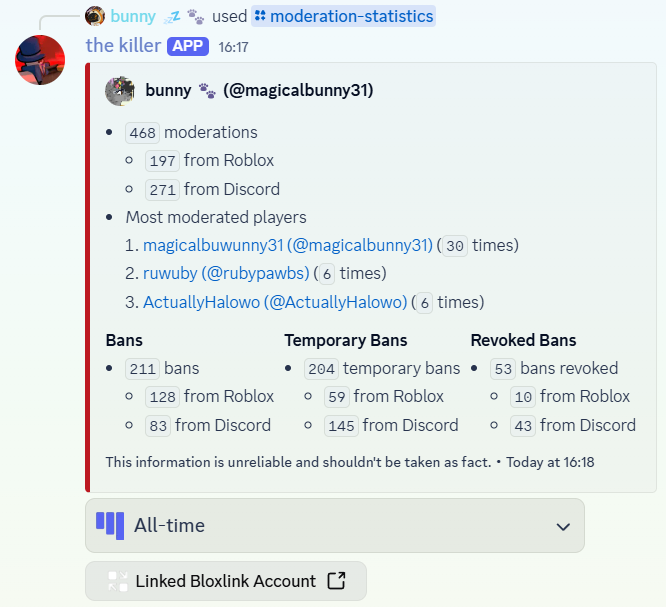 bunny used moderation-statistics
the killer APP 16:17
bunny 🐾 (@magicalbunny31)
468 moderations
197 from Roblox
271 from Discord
Most moderated players
1. magicalbuwunny31 (@magicalbunny31) (30 times)
2. ruwuby (@rubypawbs) (6 times)
3. ActuallyHalowo (@ActuallyHalowo) (6 times)
Bans Temporary Bans Revoked Bans
211 bans 204 temporary bans 53 bans revoked
128 from Roblox 59 from Roblox 10 from Roblox
83 from Discord 145 from Discord 43 from Discord
This information is unreliable and shouldn't be taken as fact. • Today at 16:18
All-time
Linked Bloxlink Account